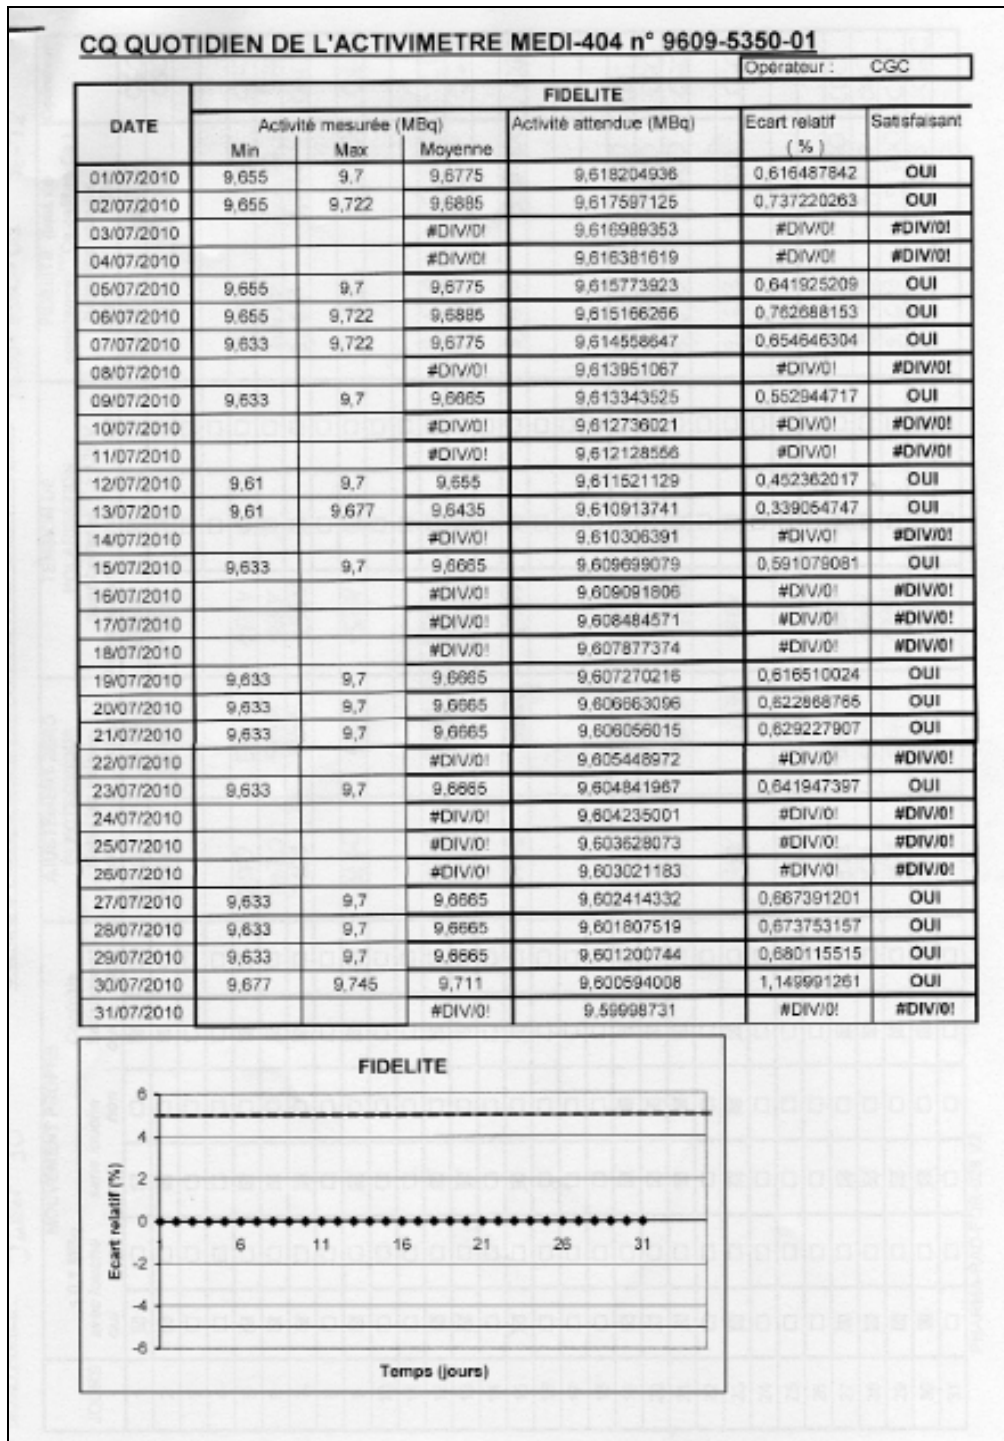 CQ QUOTIDIEN DE L'ACTIVIMETRE MEDI-404 n° 9609-5350-01
Opérateur : CGC
FIDELITE
DATE Activité mesurée (MBq) Activité attendue (MBq) Ecart relatif Satisfaisant
Min Max Moyenne ( % )
01/07/2010 9,655 9,7 9,6775 9,618204936 0,616487842 OUI
02/07/2010 9,655 9,722 9,6885 9,617597125 0,737220263 OUI
03/07/2010 #DIV/0! 9,616989353 #DIV/0! #DIV/0!
04/07/2010 #DIV/0! 9,616381619 #DIV/0! #DIV/0!
05/07/2010 9,655 9,7 9,6775 9,615773923 0,641925209 OUI
06/07/2010 9,655 9,722 9,6885 9,615166266 0,762688153 OUI
07/07/2010 9,633 9,722 9,6775 9,614558647 0,654646304 OUI
08/07/2010 #DIV/0! 9,613951067 #DIV/0! #DIV/0!
09/07/2010 9,633 9,7 9,6665 9,613343525 0,552944717 OUI
10/07/2010 #DIV/0! 9,612736021 #DIV/0! #DIV/0!
11/07/2010 #DIV/0! 9,612128556 #DIV/0! #DIV/0!
12/07/2010 9,61 9,7 9,655 9,611521129 0,452362017 OUI
13/07/2010 9,61 9,677 9,6435 9,610913741 0,339054747 OUI
14/07/2010 #DIV/0! 9,610306391 #DIV/0! #DIV/0!
15/07/2010 9,633 9,7 9,6665 9,609699079 0,591079081 OUI
16/07/2010 #DIV/0! 9,609091806 #DIV/0! #DIV/0!
17/07/2010 #DIV/0! 9,608484571 #DIV/0! #DIV/0!
18/07/2010 #DIV/0! 9,607877374 #DIV/0! #DIV/0!
19/07/2010 9,633 9,7 9,6665 9,607270216 0,616510024 OUI
20/07/2010 9,633 9,7 9,6665 9,606663096 0,622868765 OUI
21/07/2010 9,633 9,7 9,6665 9,606056015 0,629227907 OUI
22/07/2010 #DIV/0! 9,605448972 #DIV/0! #DIV/0!
23/07/2010 9,633 9,7 9,6665 9,604841967 0,641947397 OUI
24/07/2010 #DIV/0! 9,604235001 #DIV/0! #DIV/0!
25/07/2010 #DIV/0! 9,603628073 #DIV/0! #DIV/0!
26/07/2010 #DIV/0! 9,603021183 #DIV/0! #DIV/0!
27/07/2010 9,633 9,7 9,6665 9,602414332 0,667391201 OUI
28/07/2010 9,633 9,7 9,6665 9,601807519 0,673753157 OUI
29/07/2010 9,633 9,7 9,6665 9,601200744 0,680115515 OUI
30/07/2010 9,677 9,745 9,711 9,600594008 1,149991261 OUI
31/07/2010 #DIV/0! 9,59998731 #DIV/0! #DIV/0!
FIDELITE
Ecart relatif (%)
6
4
2
0
1 6 11 16 21 26 31
-2
-4
-6
Temps (jours)